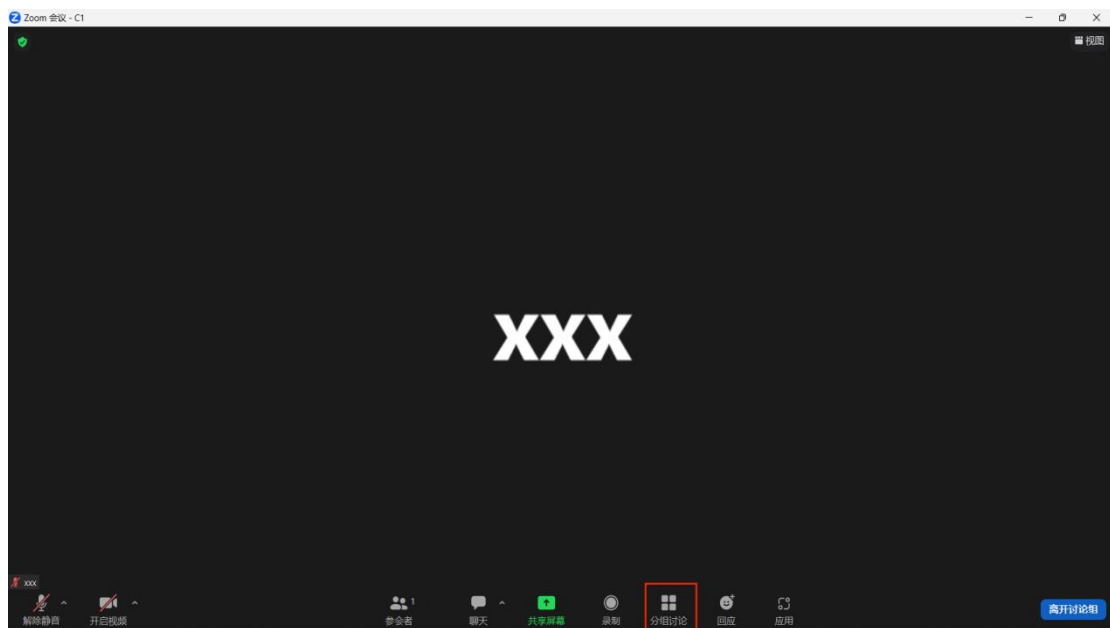 Zoom 会议 - C1
视图
xxx
xxx
1
解除静音 开启视频 参会者 聊天 共享屏幕 录制 分组讨论 回应 应用 离开讨论组